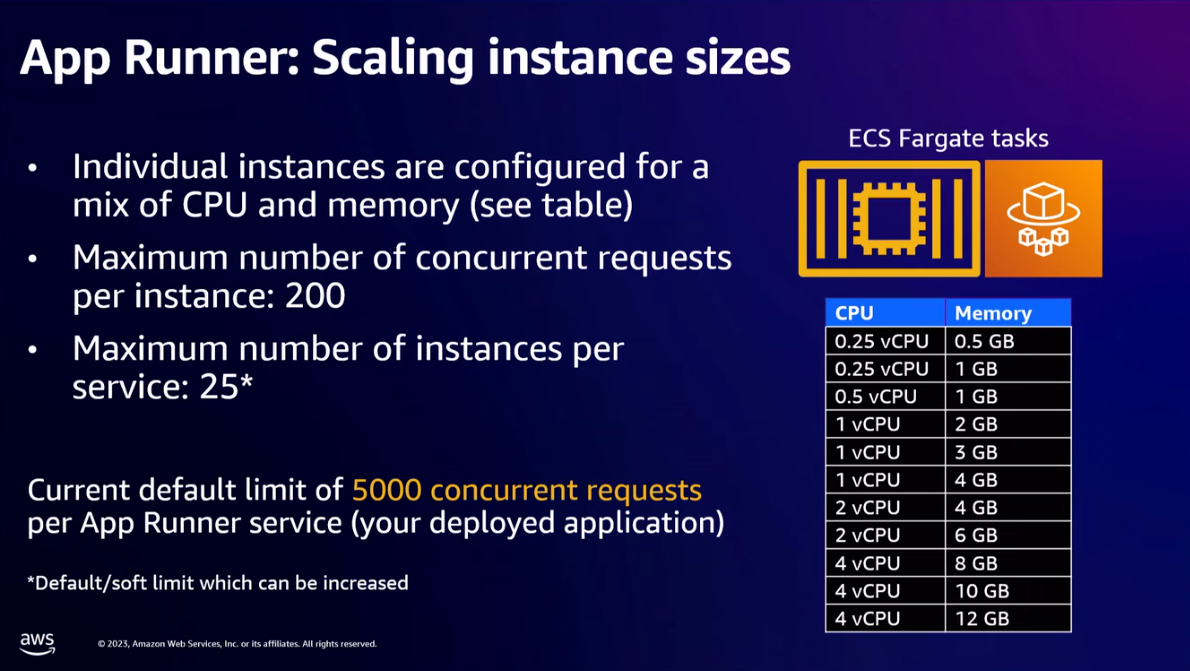 App Runner: Scaling instance sizes
• Individual instances are configured for a
mix of CPU and memory (see table)
• Maximum number of concurrent requests
per instance: 200
• Maximum number of instances per
service: 25*
Current default limit of 5000 concurrent requests
per App Runner service (your deployed application)
*Default/soft limit which can be increased
ECS Fargate tasks
CPU Memory
0.25 vCPU 0.5 GB
0.25 vCPU 1 GB
0.5 vCPU 1 GB
1 vCPU 2 GB
1 vCPU 3 GB
1 vCPU 4 GB
2 vCPU 4 GB
2 vCPU 6 GB
4 vCPU 8 GB
4 vCPU 10 GB
4 vCPU 12 GB
aws
© 2023, Amazon Web Services, Inc. or its affiliates. All rights reserved.